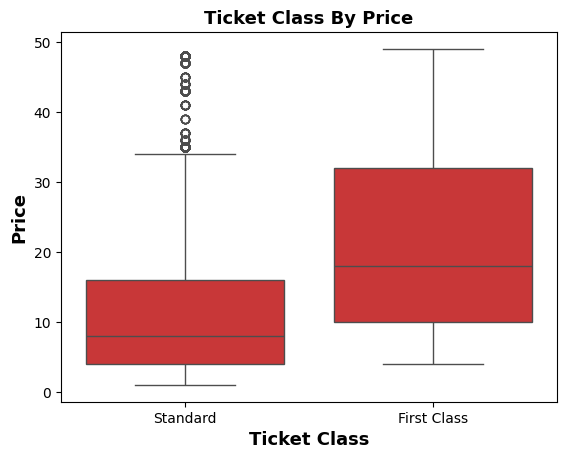 Ticket Class By Price
50
40
30
20
10
0
Price
Standard
First Class
Ticket Class